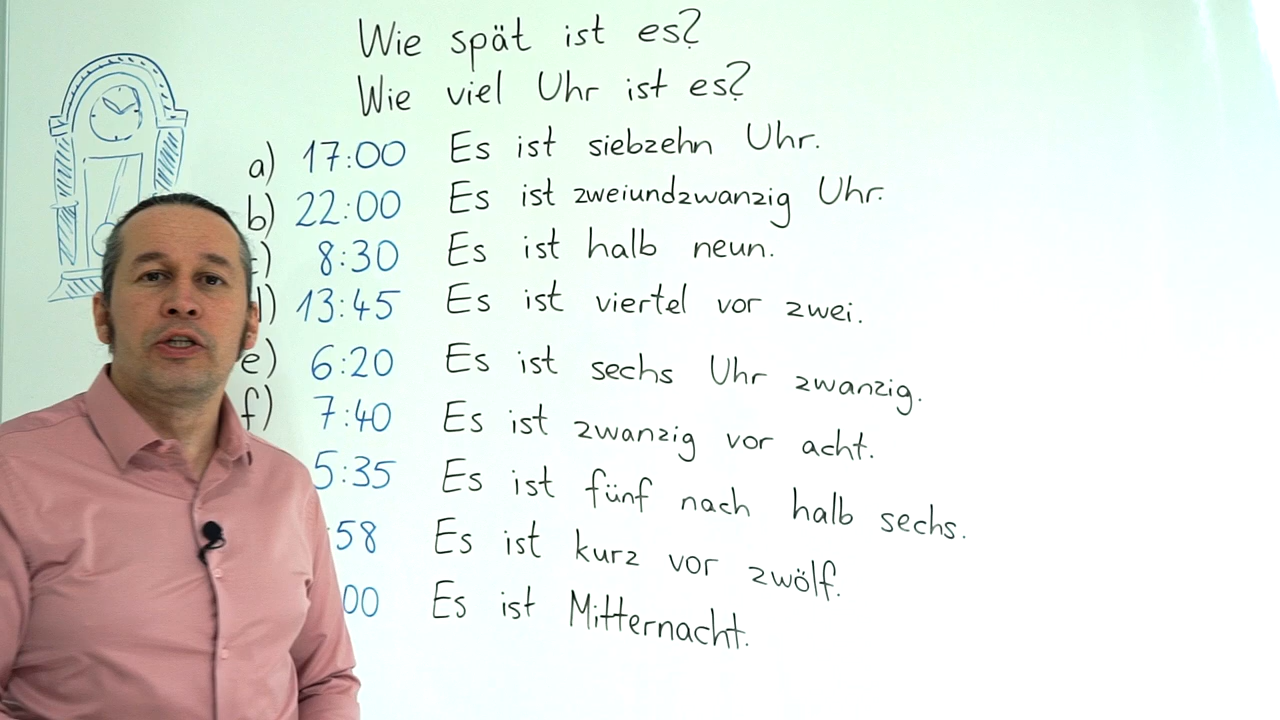 Wie spät ist es?
Wie viel Uhr ist es?
a) 17:00 Es ist siebzehn Uhr.
b) 22:00 Es ist zweiundzwanzig Uhr.
) 8:30 Es ist halb neun.
) 13:45 Es ist viertel vor zwei.
e) 6:20 Es ist sechs Uhr zwanzig.
f) 7:40 Es ist zwanzig vor acht.
5:35 Es ist fünf nach halb sechs.
:58 Es ist kurz vor zwölf.
00 Es ist Mitternacht.